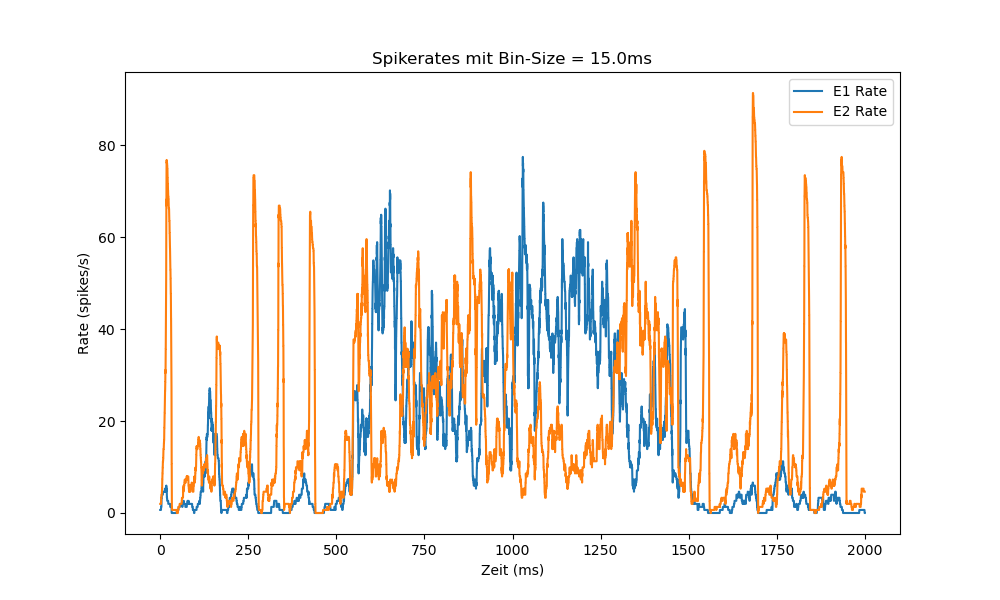 Spikerates mit Bin-Size = 15.0ms
E1 Rate
E2 Rate
80
60
40
20
0
Rate (spikes/s)
0 250 500 750 1000 1250 1500 1750 2000
Zeit (ms)